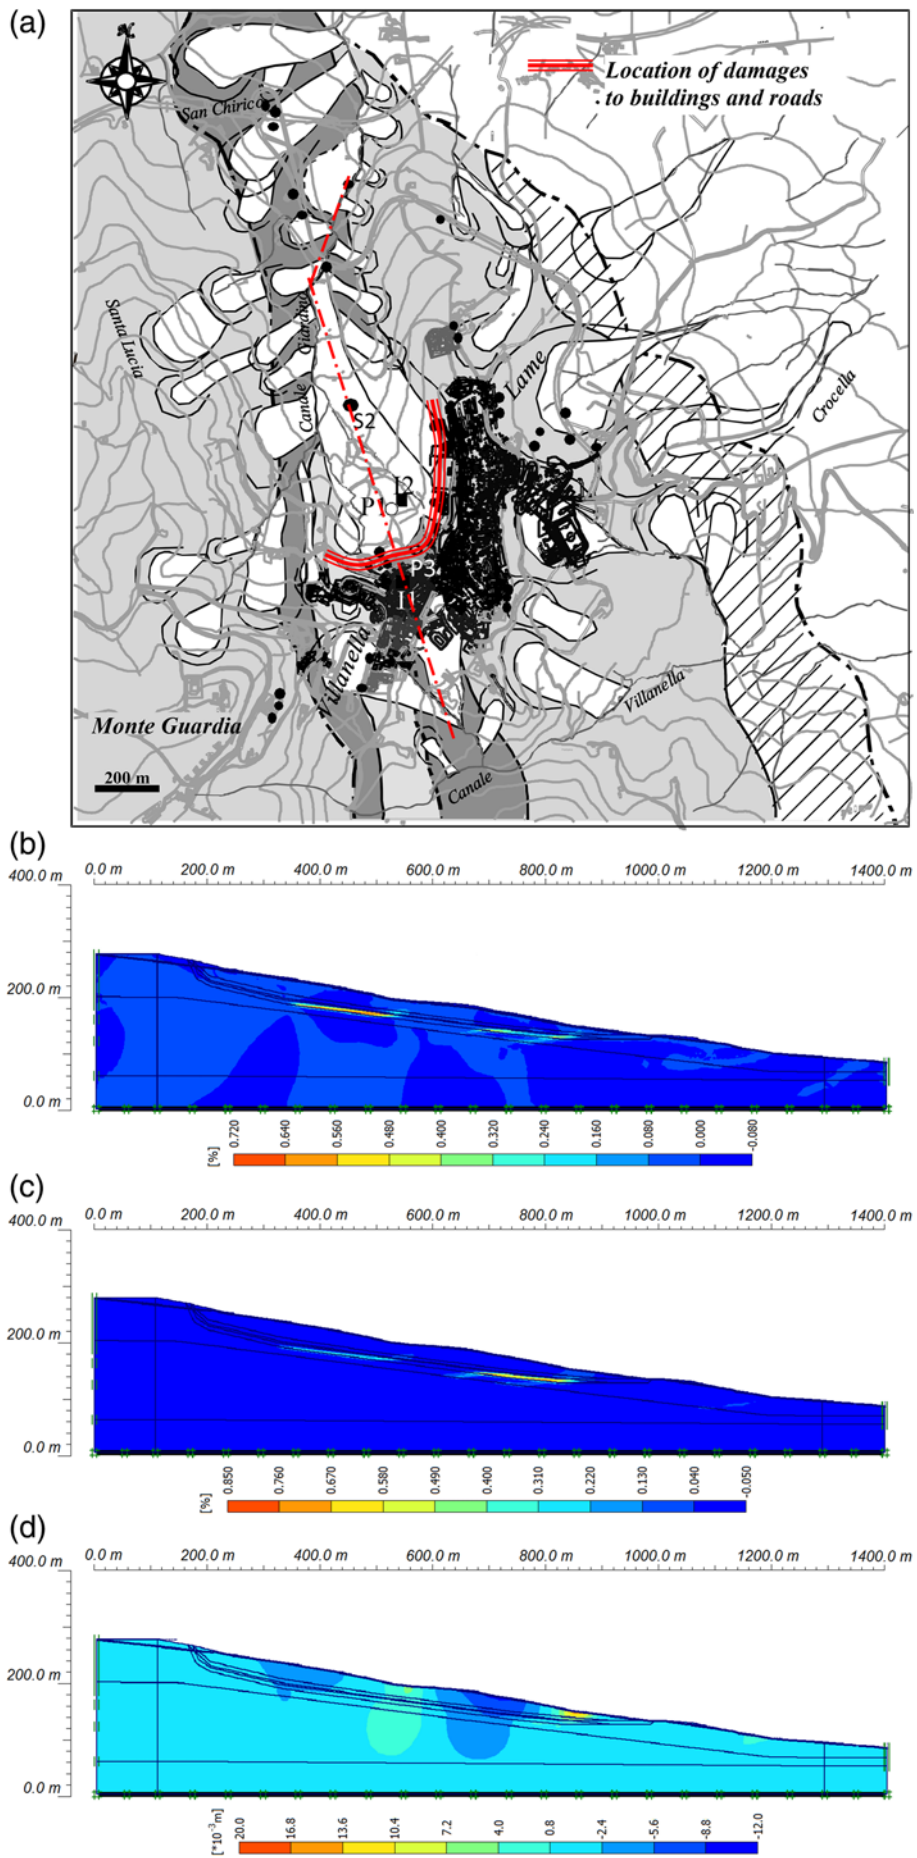 (a)
N
San Chirico
Location of damages
to buildings and roads
Santa
Lucia
Canale
Giardino
Lame
Crocella
S2
I2
P
P3
I
Villanella
Monte Guardia
Villanella
200 m
Canale
(b)
0.0 m 200.0 m 400.0 m 600.0 m 800.0 m 1000.0 m 1200.0 m 1400.0 m
400.0 m
200.0 m
0.0 m
[%] 0.720 0.640 0.560 0.480 0.400 0.320 0.240 0.160 0.080 0.000 -0.080
(c)
0.0 m 200.0 m 400.0 m 600.0 m 800.0 m 1000.0 m 1200.0 m 1400.0 m
400.0 m
200.0 m
0.0 m
[%] 0.850 0.760 0.670 0.580 0.490 0.400 0.310 0.220 0.130 0.040 -0.050
(d)
0.0 m 200.0 m 400.0 m 600.0 m 800.0 m 1000.0 m 1200.0 m 1400.0 m
400.0 m
200.0 m
0.0 m
[*10⁻³m] 20.0 16.8 13.6 10.4 7.2 4.0 0.8 -2.4 -5.6 -8.8 -12.0